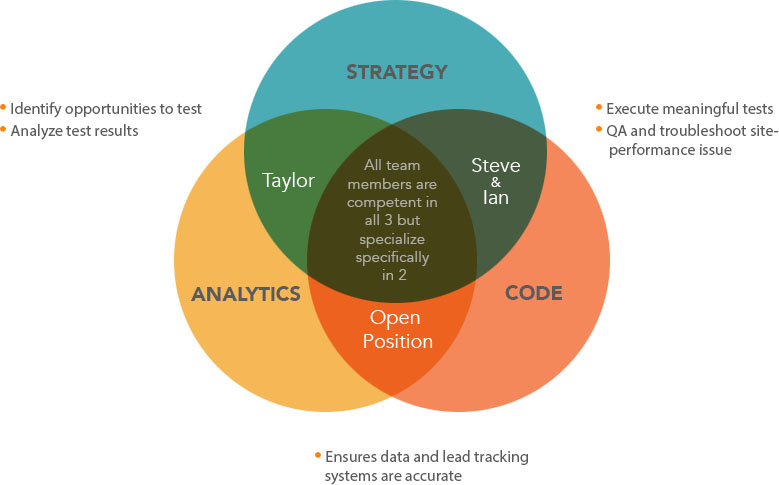 STRATEGY
• Identify opportunities to test
• Analyze test results
• Execute meaningful tests
• QA and troubleshoot site-
performance issue
Taylor
All team
members are
competent in
all 3 but
specialize
specifically
in 2
Steve
&
Ian
ANALYTICS
CODE
Open
Position
• Ensures data and lead tracking
systems are accurate